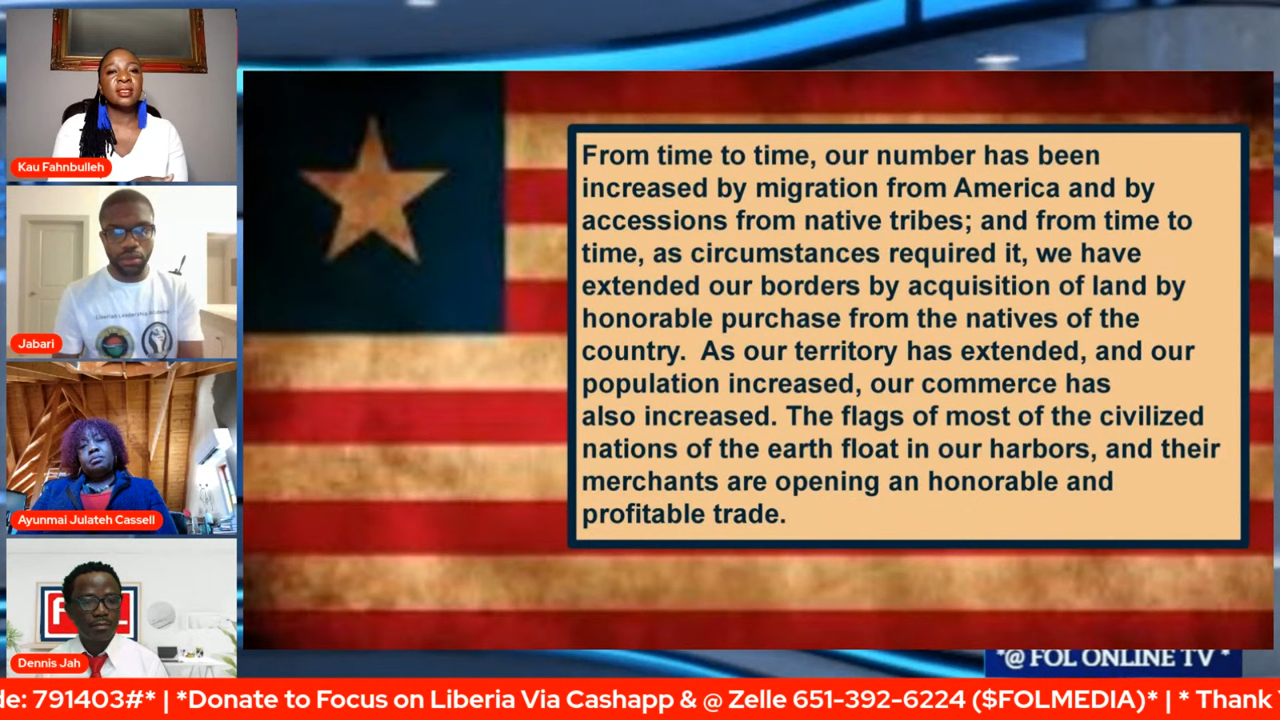 Kau Fahnbulleh
Jabari
Ayunmai Julateh Cassell
Dennis Jah
From time to time, our number has been
increased by migration from America and by
accessions from native tribes; and from time to
time, as circumstances required it, we have
extended our borders by acquisition of land by
honorable purchase from the natives of the
country. As our territory has extended, and our
population increased, our commerce has
also increased. The flags of most of the civilized
nations of the earth float in our harbors, and their
merchants are opening an honorable and
profitable trade.
*@ FOL ONLINE TV *
de: 791403#* | *Donate to Focus on Liberia Via Cashapp & @ Zelle 651-392-6224 ($FOLMEDIA)* | * Thank